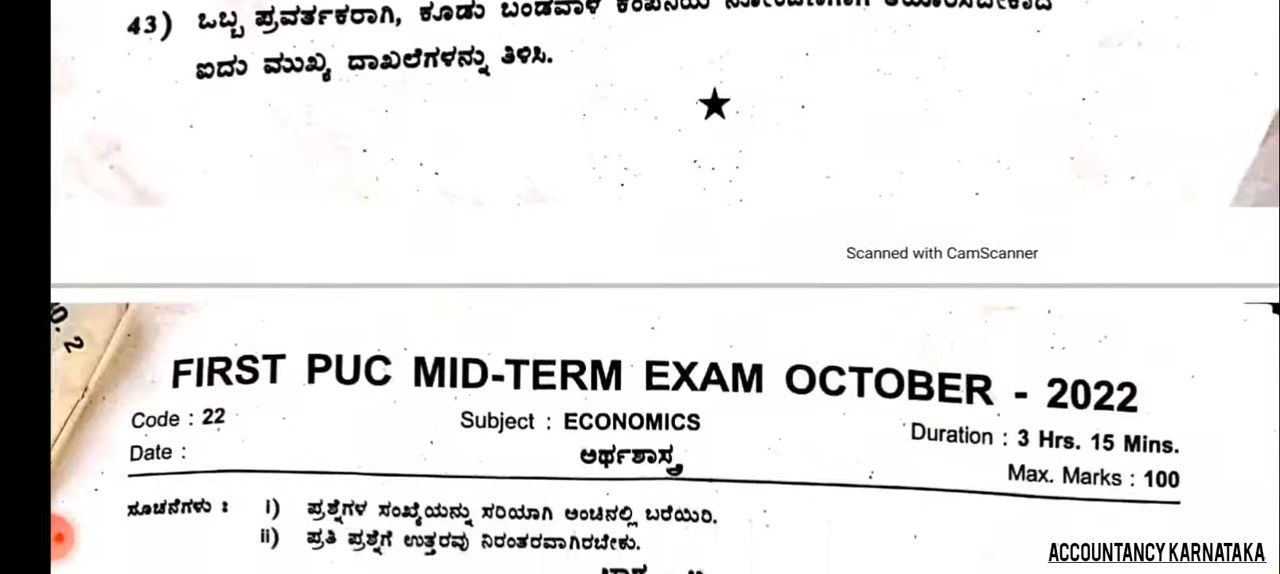 43) ಒಬ್ಬ ಪ್ರವರ್ತಕರಾಗಿ, ಕೂಡು ಬಂಡವಾಳ
ಐದು ಮುಖ್ಯ ದಾಖಲೆಗಳನ್ನು ತಿಳಿಸಿ.
★
Scanned with CamScanner
0. 2
FIRST PUC MID-TERM EXAM OCTOBER - 2022
Code : 22 Subject : ECONOMICS Duration : 3 Hrs. 15 Mins.
Date : ಅರ್ಥಶಾಸ್ತ್ರ Max. Marks : 100
ಸೂಚನೆಗಳು : i) ಪ್ರಶ್ನೆಗಳ ಸಂಖ್ಯೆಯನ್ನು ಸರಿಯಾಗಿ ಅಂಚಿನಲ್ಲಿ ಬರೆಯಿರಿ.
ii) ಪ್ರತಿ ಪ್ರಶ್ನೆಗೆ ಉತ್ತರವು ನಿರಂತರವಾಗಿರಬೇಕು.
ACCOUNTANCY KARNATAKA